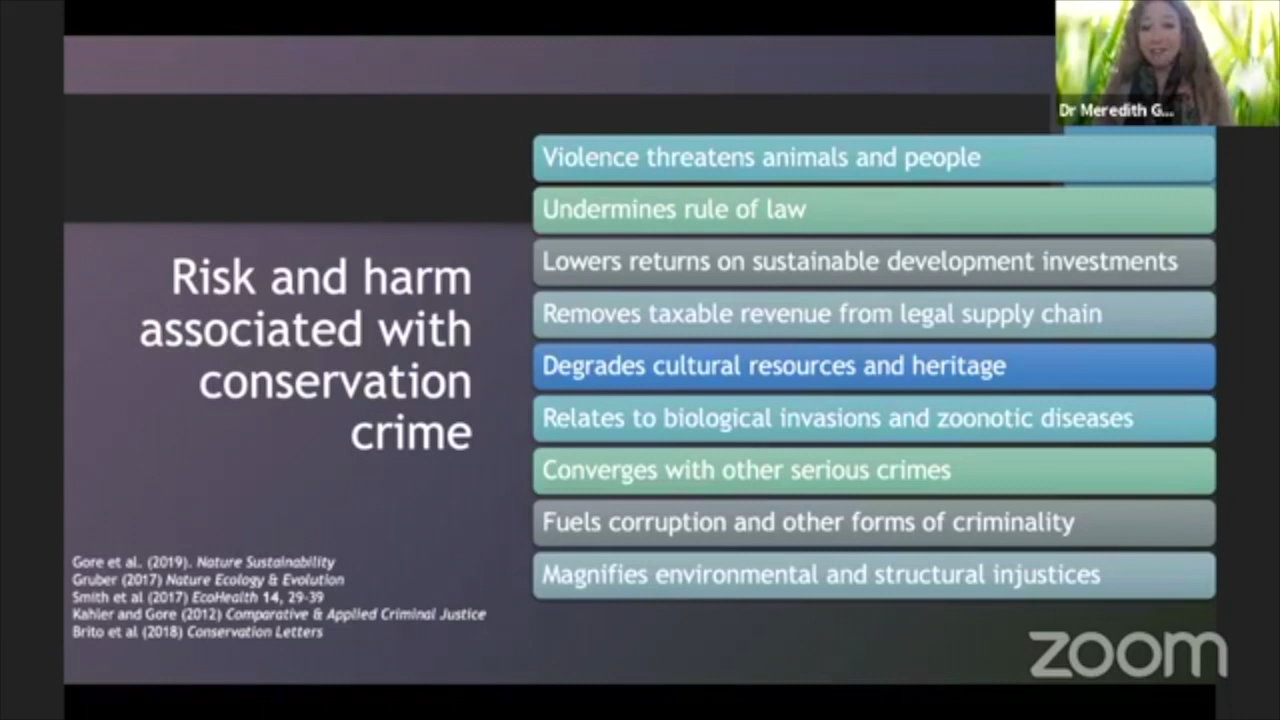 Dr Meredith G...
Violence threatens animals and people
Undermines rule of law
Lowers returns on sustainable development investments
Removes taxable revenue from legal supply chain
Degrades cultural resources and heritage
Relates to biological invasions and zoonotic diseases
Converges with other serious crimes
Fuels corruption and other forms of criminality
Magnifies environmental and structural injustices
Risk and harm
associated with
conservation
crime
Gore et al. (2019). Nature Sustainability
Gruber (2017) Nature Ecology & Evolution
Smith et al (2017) EcoHealth 14, 29-39
Kahler and Gore (2012) Comparative & Applied Criminal Justice
Brito et al (2018) Conservation Letters
zoom